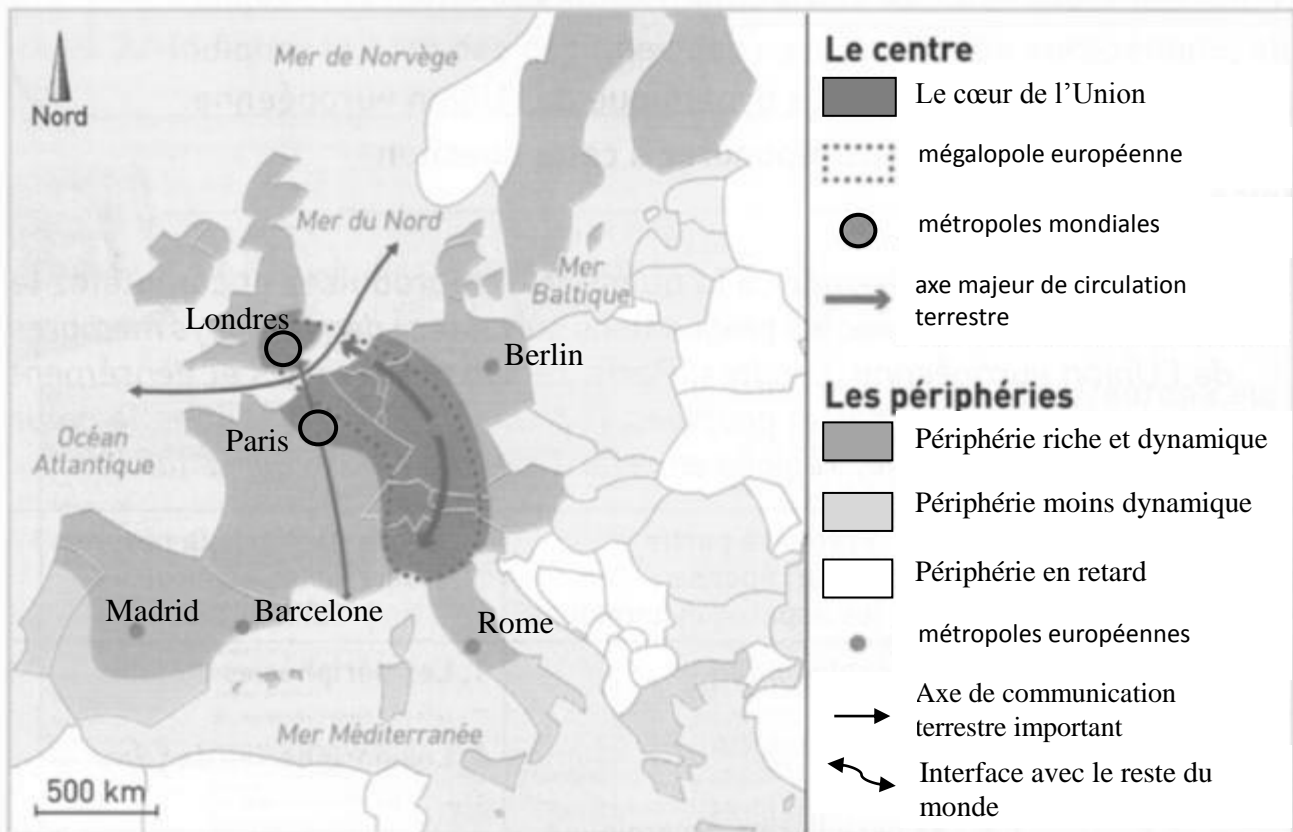 Mer de Norvège
Nord
Mer du Nord
Mer
Baltique
Londres
Berlin
Paris
Océan
Atlantique
Madrid
Barcelone
Rome
Mer Méditerranée
500 km
Le centre
Le cœur de l’Union
mégalopole européenne
métropoles mondiales
axe majeur de circulation
terrestre
Les périphéries
Périphérie riche et dynamique
Périphérie moins dynamique
Périphérie en retard
métropoles européennes
Axe de communication
terrestre important
Interface avec le reste du
monde